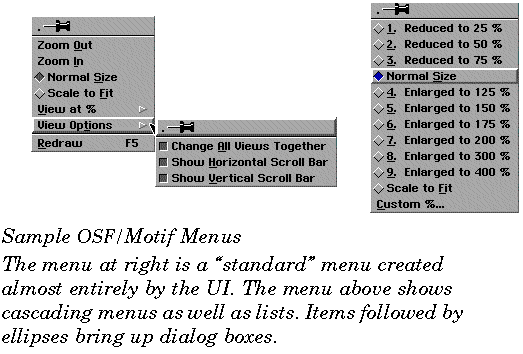 Zoom Out
Zoom In
Normal Size
Scale to Fit
View at %
View Options
Redraw F5
Change All Views Together
Show Horizontal Scroll Bar
Show Vertical Scroll Bar
1. Reduced to 25 %
2. Reduced to 50 %
3. Reduced to 75 %
Normal Size
4. Enlarged to 125 %
5. Enlarged to 150 %
6. Enlarged to 175 %
7. Enlarged to 200 %
8. Enlarged to 300 %
9. Enlarged to 400 %
Scale to Fit
Custom %...
Sample OSF/Motif Menus
The menu at right is a “standard” menu created
almost entirely by the UI. The menu above shows
cascading menus as well as lists. Items followed by
ellipses bring up dialog boxes.